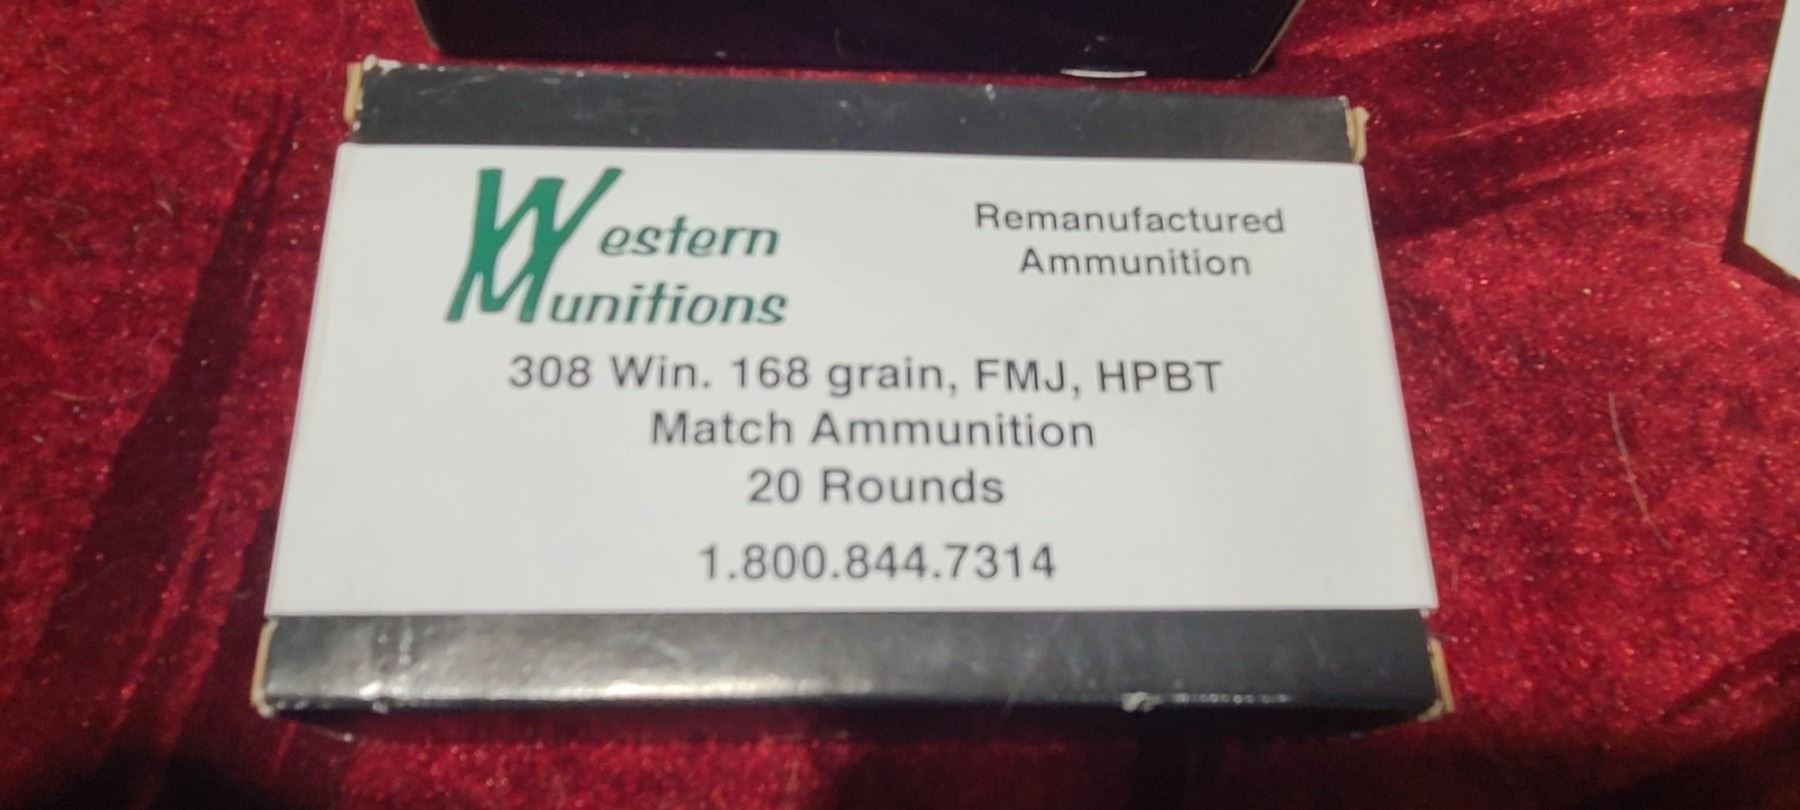 Western
Munitions
Remanufactured
Ammunition
308 Win. 168 grain, FMJ, HPBT
Match Ammunition
20 Rounds
1.800.844.7314